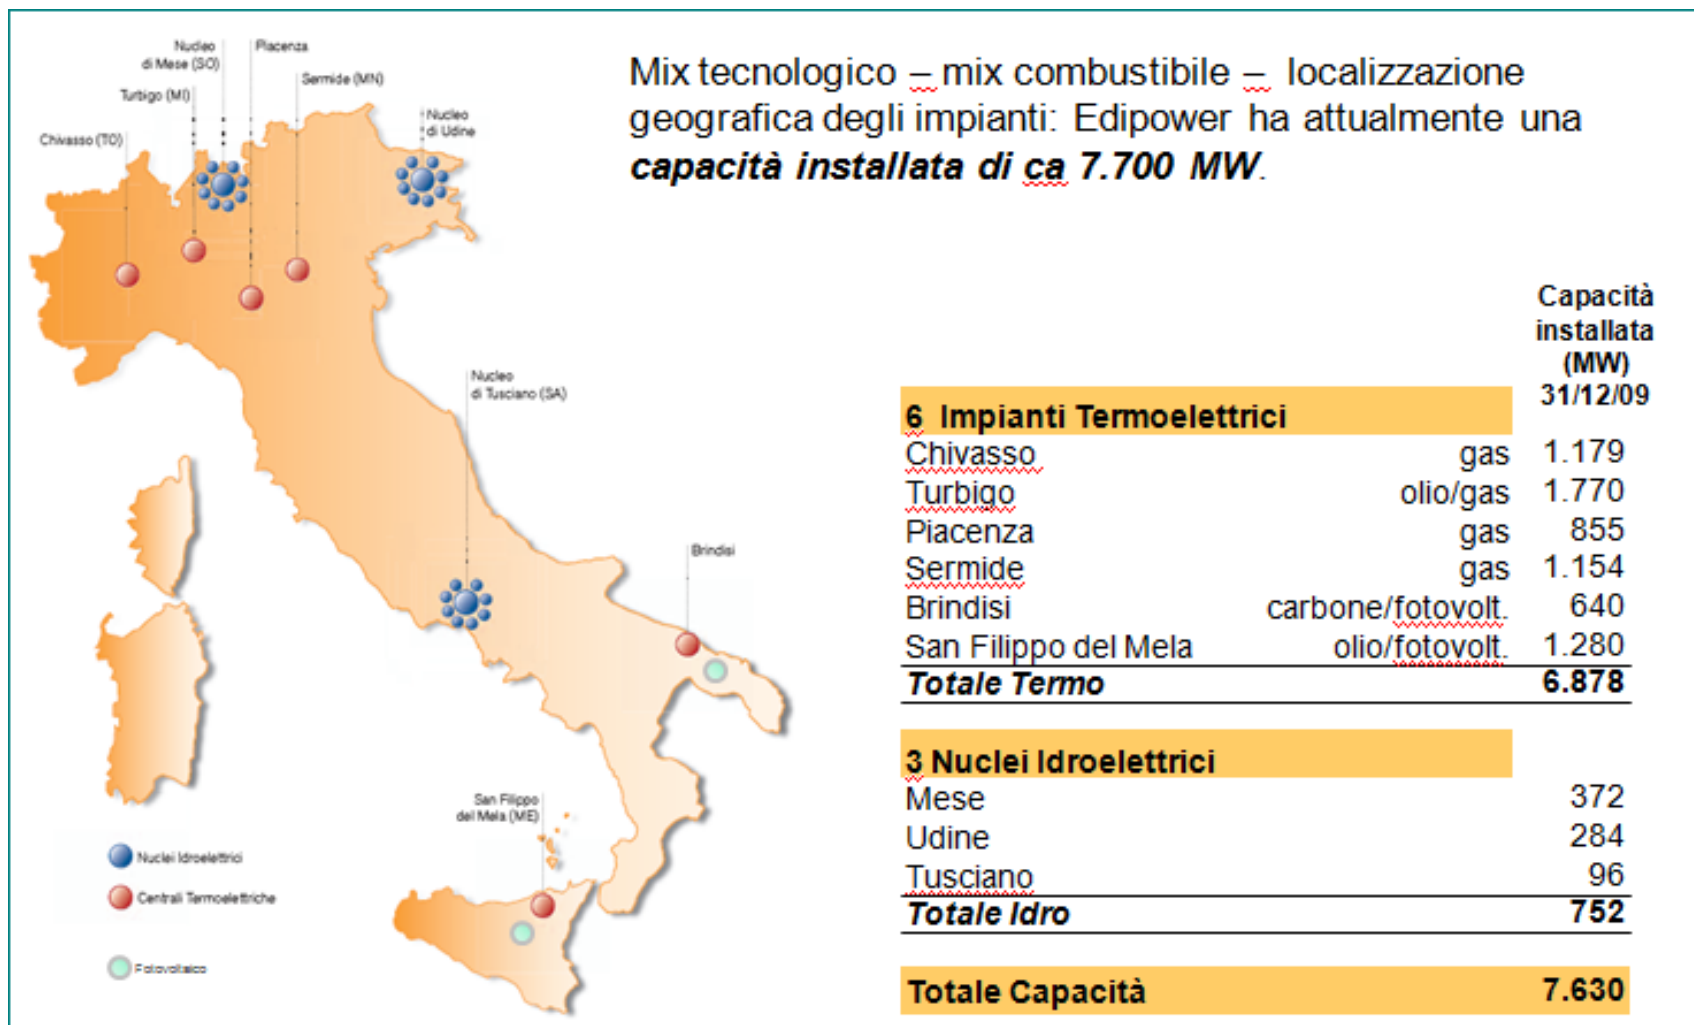 Nucleo
di Mese (SO)
Piacenza
Sermide (MN)
Turbigo (MI)
Nucleo
di Udine
Chivasso (TO)
Nucleo
di Tusciano (SA)
Brindisi
San Filippo
del Mela (ME)
Nuclei Idroelettrici
Centrali Termoelettriche
Fotovoltaico
Mix tecnologico – mix combustibile – localizzazione
geografica degli impianti: Edipower ha attualmente una
capacità installata di ca 7.700 MW.
Capacità
installata
(MW)
31/12/09
6 Impianti Termoelettrici
Chivasso gas 1.179
Turbigo olio/gas 1.770
Piacenza gas 855
Sermide gas 1.154
Brindisi carbone/fotovolt. 640
San Filippo del Mela olio/fotovolt. 1.280
Totale Termo 6.878
3 Nuclei Idroelettrici
Mese 372
Udine 284
Tusciano 96
Totale Idro 752
Totale Capacità 7.630